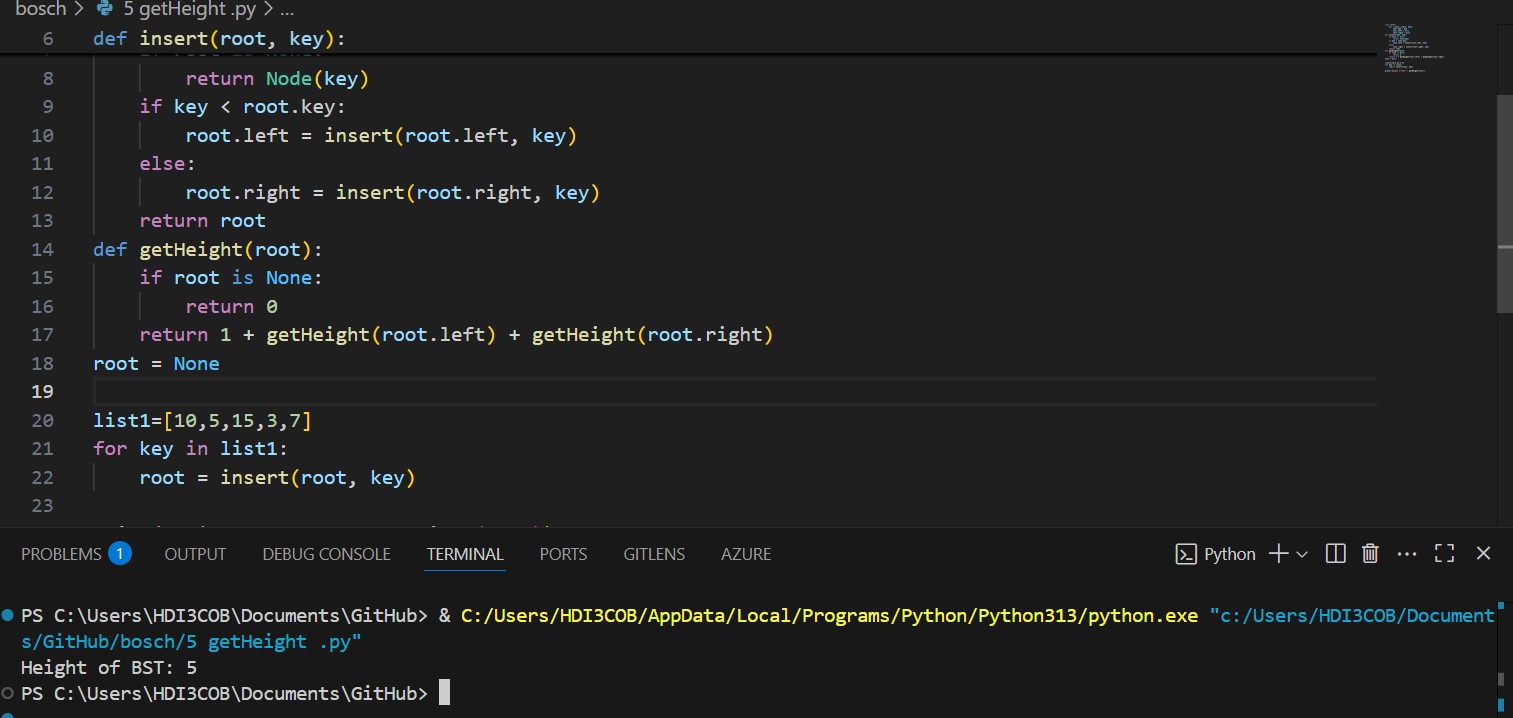 bosch > 5 getHeight .py > ...
6 def insert(root, key):
8 return Node(key)
9 if key < root.key:
10 root.left = insert(root.left, key)
11 else:
12 root.right = insert(root.right, key)
13 return root
14 def getHeight(root):
15 if root is None:
16 return 0
17 return 1 + getHeight(root.left) + getHeight(root.right)
18 root = None
19
20 list1=[10,5,15,3,7]
21 for key in list1:
22 root = insert(root, key)
23
PROBLEMS 1 OUTPUT DEBUG CONSOLE TERMINAL PORTS GITLENS AZURE Python
PS C:\Users\HDI3COB\Documents\GitHub> & C:/Users/HDI3COB/AppData/Local/Programs/Python/Python313/python.exe "c:/Users/HDI3COB/Document
s/GitHub/bosch/5 getHeight .py"
Height of BST: 5
PS C:\Users\HDI3COB\Documents\GitHub>